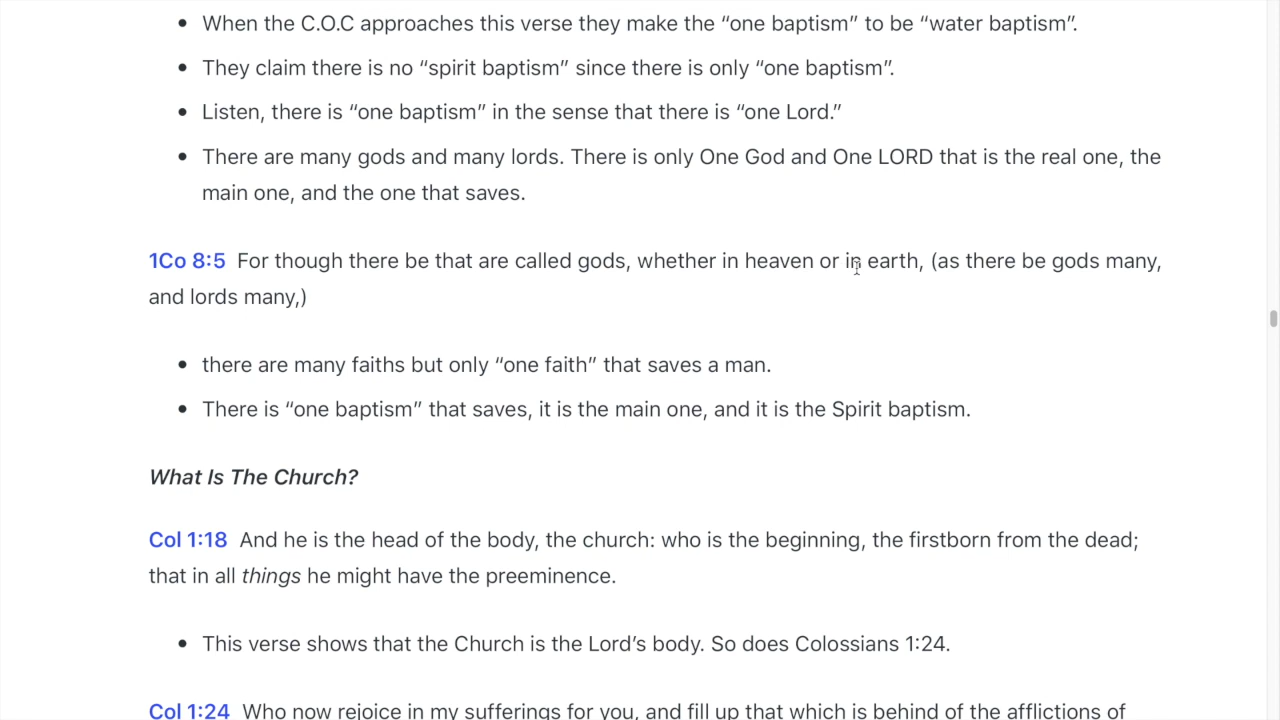 When the C.O.C approaches this verse they make the “one baptism” to be “water baptism”.
They claim there is no “spirit baptism” since there is only “one baptism”.
Listen, there is “one baptism” in the sense that there is “one Lord.”
There are many gods and many lords. There is only One God and One LORD that is the real one, the
main one, and the one that saves.
1Co 8:5 For though there be that are called gods, whether in heaven or in earth, (as there be gods many,
and lords many,)
there are many faiths but only “one faith” that saves a man.
There is “one baptism” that saves, it is the main one, and it is the Spirit baptism.
What Is The Church?
Col 1:18 And he is the head of the body, the church: who is the beginning, the firstborn from the dead;
that in all things he might have the preeminence.
This verse shows that the Church is the Lord’s body. So does Colossians 1:24.
Col 1:24 Who now rejoice in my sufferings for you, and fill up that which is behind of the afflictions of